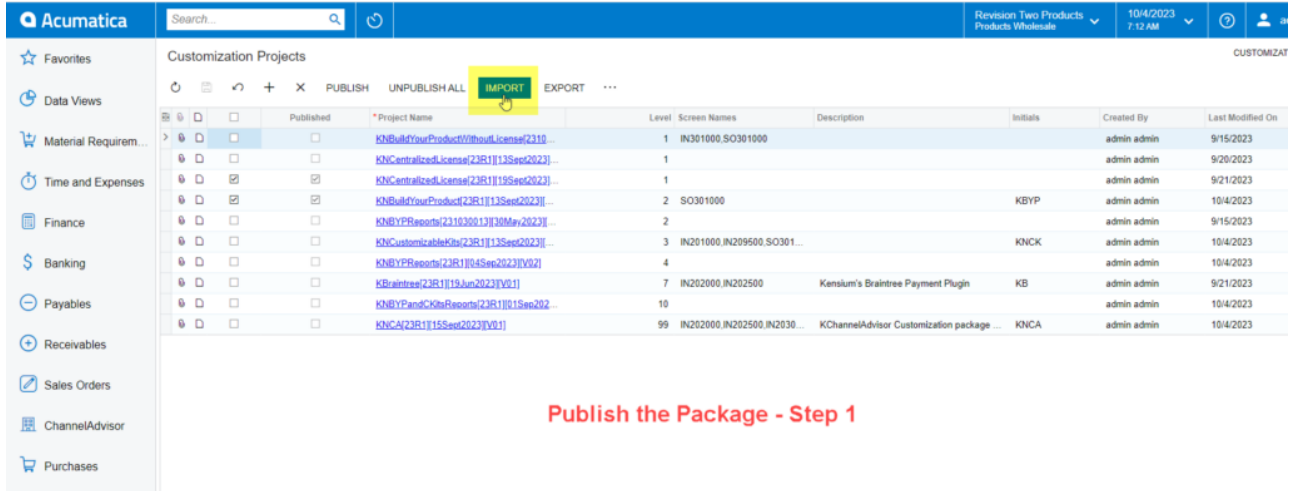 Acumatica Search... Revision Two Products Products Wholesale 10/4/2023 7:12 AM
Favorites
Data Views
Material Requirem...
Time and Expenses
Finance
Banking
Payables
Receivables
Sales Orders
ChannelAdvisor
Purchases
Customization Projects CUSTOMIZAT
PUBLISH UNPUBLISH ALL IMPORT EXPORT ...
Published *Project Name Level Screen Names Description Initials Created By Last Modified On
KNBuildYourProductWithoutLicense[2310... 1 IN301000,SO301000 admin admin 9/15/2023
KNCentralizedLicense[23R1][13Sept2023]... 1 admin admin 9/20/2023
KNCentralizedLicense[23R1][19Sept2023]... 1 admin admin 9/21/2023
KNBuildYourProduct[23R1][13Sept2023][... 2 SO301000 KBYP admin admin 10/4/2023
KNBYPReports[231030013][30May2023][... 2 admin admin 9/15/2023
KNCustomizableKits[23R1][13Sept2023][... 3 IN201000,IN209500,SO301... KNCK admin admin 10/4/2023
KNBYPReports[23R1][04Sep2023][V02] 4 admin admin 10/4/2023
KBraintree[23R1][19Jun2023][V01] 7 IN202000,IN202500 Kensium's Braintree Payment Plugin KB admin admin 9/21/2023
KNBYPandCKitsReports[23R1][01Sep202... 10 admin admin 10/4/2023
KNCA[23R1][15Sept2023][V01] 99 IN202000,IN202500,IN2030... KChannelAdvisor Customization package ... KNCA admin admin 10/4/2023
Publish the Package - Step 1